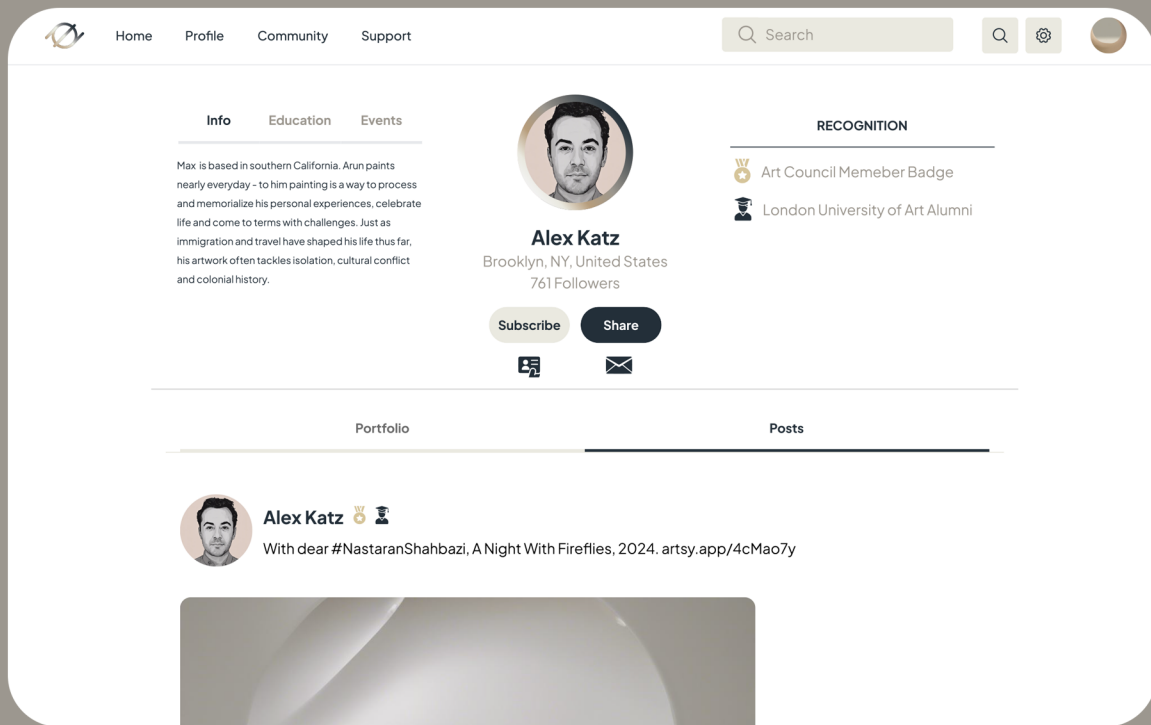 Home Profile Community Support Search
Info Education Events
Max is based in southern California. Arun paints
nearly everyday - to him painting is a way to process
and memorialize his personal experiences, celebrate
life and come to terms with challenges. Just as
immigration and travel have shaped his life thus far,
his artwork often tackles isolation, cultural conflict
and colonial history.
Alex Katz
Brooklyn, NY, United States
761 Followers
Subscribe Share
RECOGNITION
Art Council Memeber Badge
London University of Art Alumni
Portfolio Posts
Alex Katz
With dear #NastaranShahbazi, A Night With Fireflies, 2024. artsy.app/4cMao7y